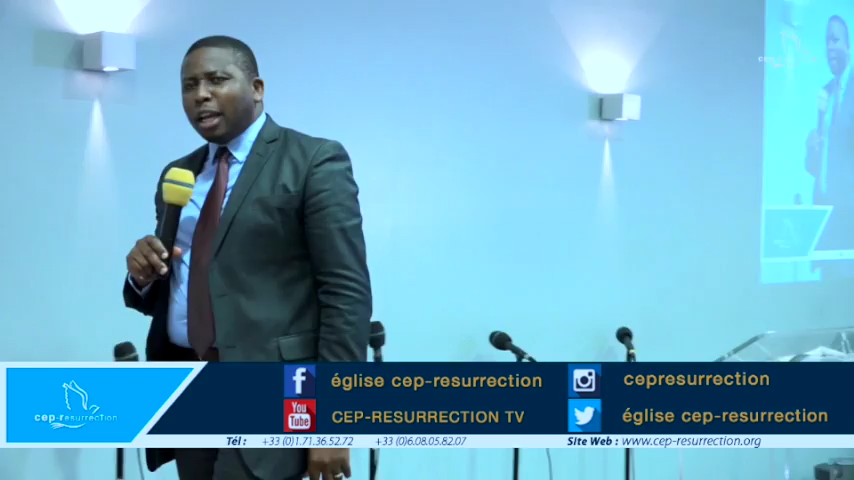 cep-resurrection
église cep-resurrection
cepresurrection
You
Tube
CEP-RESURRECTION TV
église cep-resurrection
Tél : +33 (0)1.71.36.52.72 +33 (0)6.08.05.82.07
Site Web : www.cep-resurrection.org